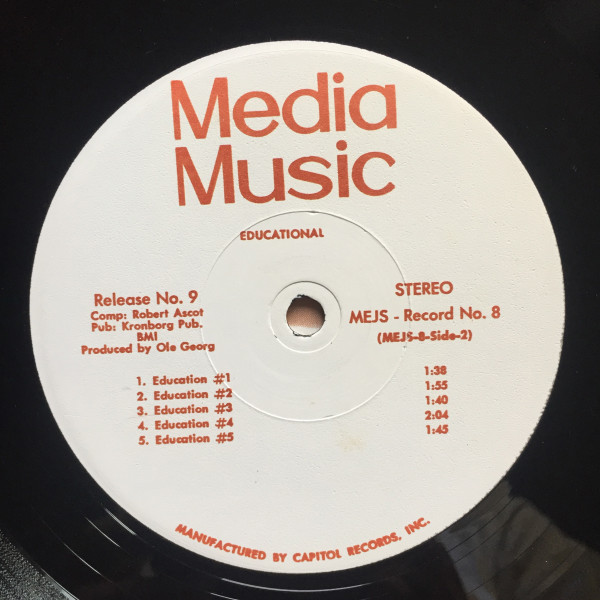 Media
Music
EDUCATIONAL
Release No. 9
Comp: Robert Ascot
Pub: Kronborg Pub.
BMI
Produced by Ole Georg
STEREO
MEJS - Record No. 8
(MEJS-8-Side-2)
1. Education #1 1:38
2. Education #2 1:55
3. Education #3 1:40
4. Education #4 2:04
5. Education #5 1:45
MANUFACTURED BY CAPITOL RECORDS, INC.